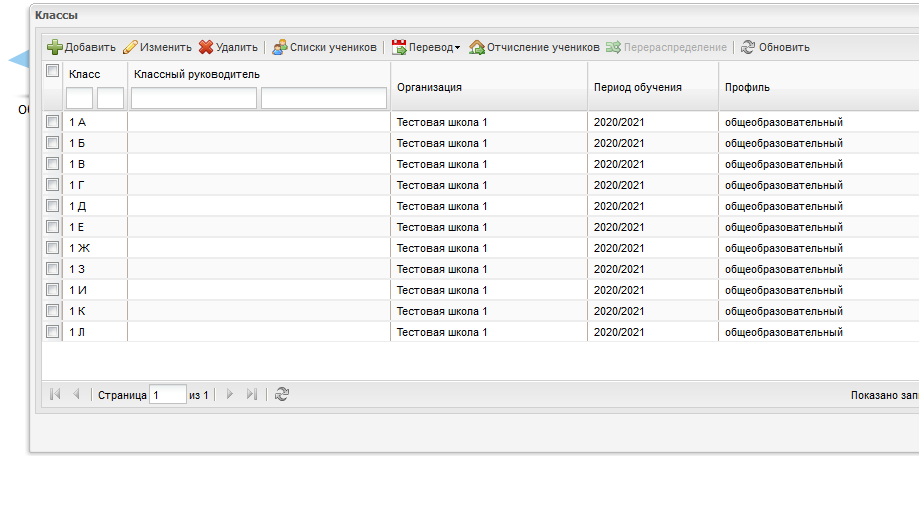 Классы
Добавить Изменить Удалить Списки учеников Перевод Отчисление учеников Перераспределение Обновить
Класс Классный руководитель Организация Период обучения Профиль
1 А Тестовая школа 1 2020/2021 общеобразовательный
1 Б Тестовая школа 1 2020/2021 общеобразовательный
1 В Тестовая школа 1 2020/2021 общеобразовательный
1 Г Тестовая школа 1 2020/2021 общеобразовательный
1 Д Тестовая школа 1 2020/2021 общеобразовательный
1 Е Тестовая школа 1 2020/2021 общеобразовательный
1 Ж Тестовая школа 1 2020/2021 общеобразовательный
1 З Тестовая школа 1 2020/2021 общеобразовательный
1 И Тестовая школа 1 2020/2021 общеобразовательный
1 К Тестовая школа 1 2020/2021 общеобразовательный
1 Л Тестовая школа 1 2020/2021 общеобразовательный
Страница 1 из 1 Показано